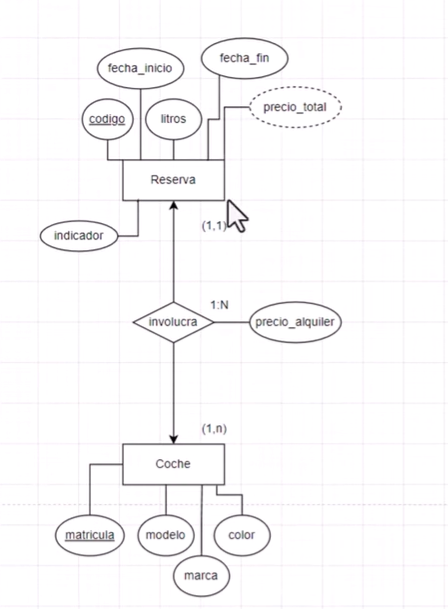 fecha_inicio
fecha_fin
precio_total
codigo
litros
Reserva
indicador
(1,1)
1:N
involucra
precio_alquiler
(1,n)
Coche
matricula
modelo
color
marca